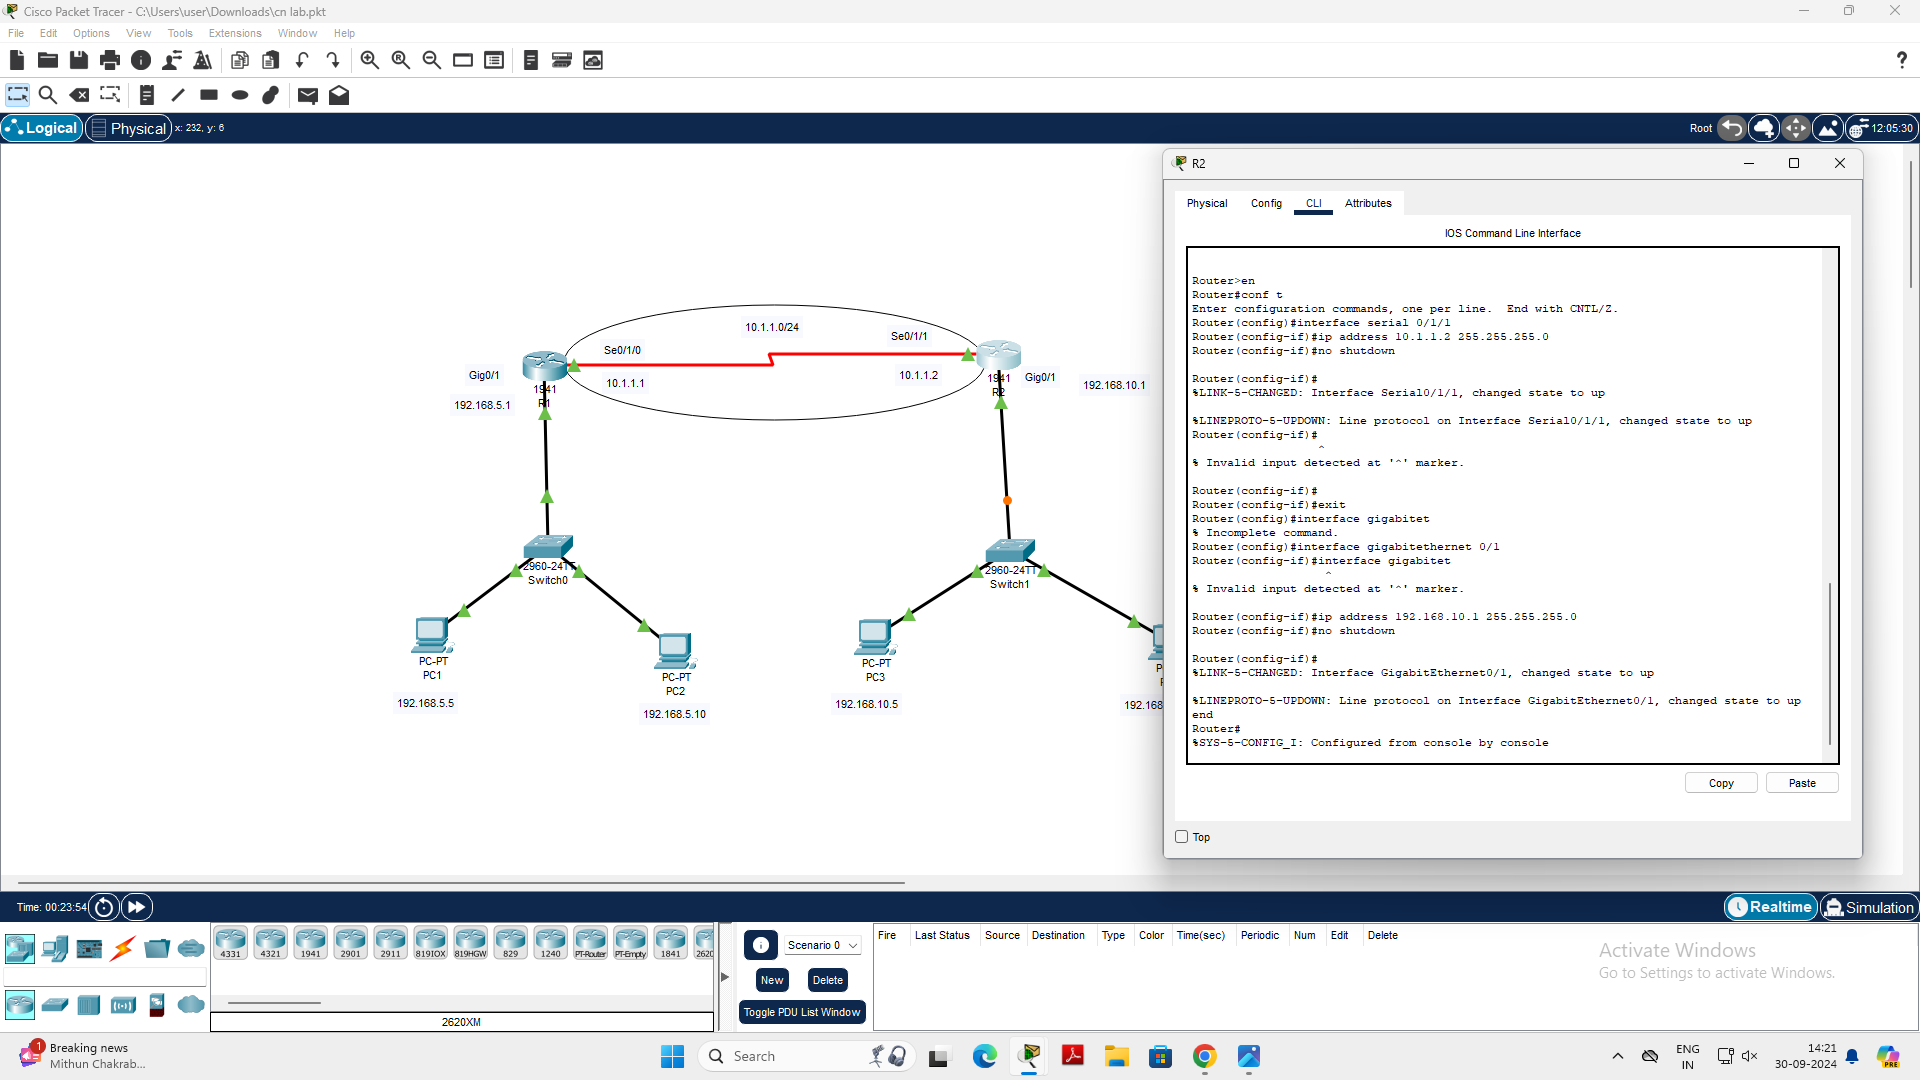 Cisco Packet Tracer - C:\Users\user\Downloads\cn lab.pkt
File Edit Options View Tools Extensions Window Help
Logical Physical x: 232, y: 6
Root 12:05:30
R2
Physical Config CLI Attributes
IOS Command Line Interface
Router>en
Router#conf t
Enter configuration commands, one per line.  End with CNTL/Z.
Router(config)#interface serial 0/1/1
Router(config-if)#ip address 10.1.1.2 255.255.255.0
Router(config-if)#no shutdown
Router(config-if)#
%LINK-5-CHANGED: Interface Serial0/1/1, changed state to up
%LINEPROTO-5-UPDOWN: Line protocol on Interface Serial0/1/1, changed state to up
Router(config-if)#
^
% Invalid input detected at '^' marker.
Router(config-if)#
Router(config-if)#exit
Router(config)#interface gigabitet
% Incomplete command.
Router(config)#interface gigabitethernet 0/1
Router(config-if)#interface gigabitet
^
% Invalid input detected at '^' marker.
Router(config-if)#ip address 192.168.10.1 255.255.255.0
Router(config-if)#no shutdown
Router(config-if)#
%LINK-5-CHANGED: Interface GigabitEthernet0/1, changed state to up
%LINEPROTO-5-UPDOWN: Line protocol on Interface GigabitEthernet0/1, changed state to up
end
Router#
%SYS-5-CONFIG_I: Configured from console by console
Copy Paste
Top
10.1.1.0/24
Se0/1/0
Se0/1/1
Gig0/1
1941
R1
10.1.1.1
10.1.1.2
1941
R2
Gig0/1
192.168.10.1
192.168.5.1
2960-24TT
Switch0
2960-24TT
Switch1
PC-PT
PC1
192.168.5.5
PC-PT
PC2
192.168.5.10
PC-PT
PC3
192.168.10.5
192.168
Time: 00:23:54
Realtime Simulation
4331 4321 1941 2901 2911 819IOX 819HGW 829 1240 PT-Router PT-Empty 1841 2620
2620XM
Scenario 0
New Delete
Toggle PDU List Window
Fire Last Status Source Destination Type Color Time(sec) Periodic Num Edit Delete
Activate Windows
Go to Settings to activate Windows.
1
Breaking news
Mithun Chakrab...
Search
ENG
IN
14:21
30-09-2024
PRE